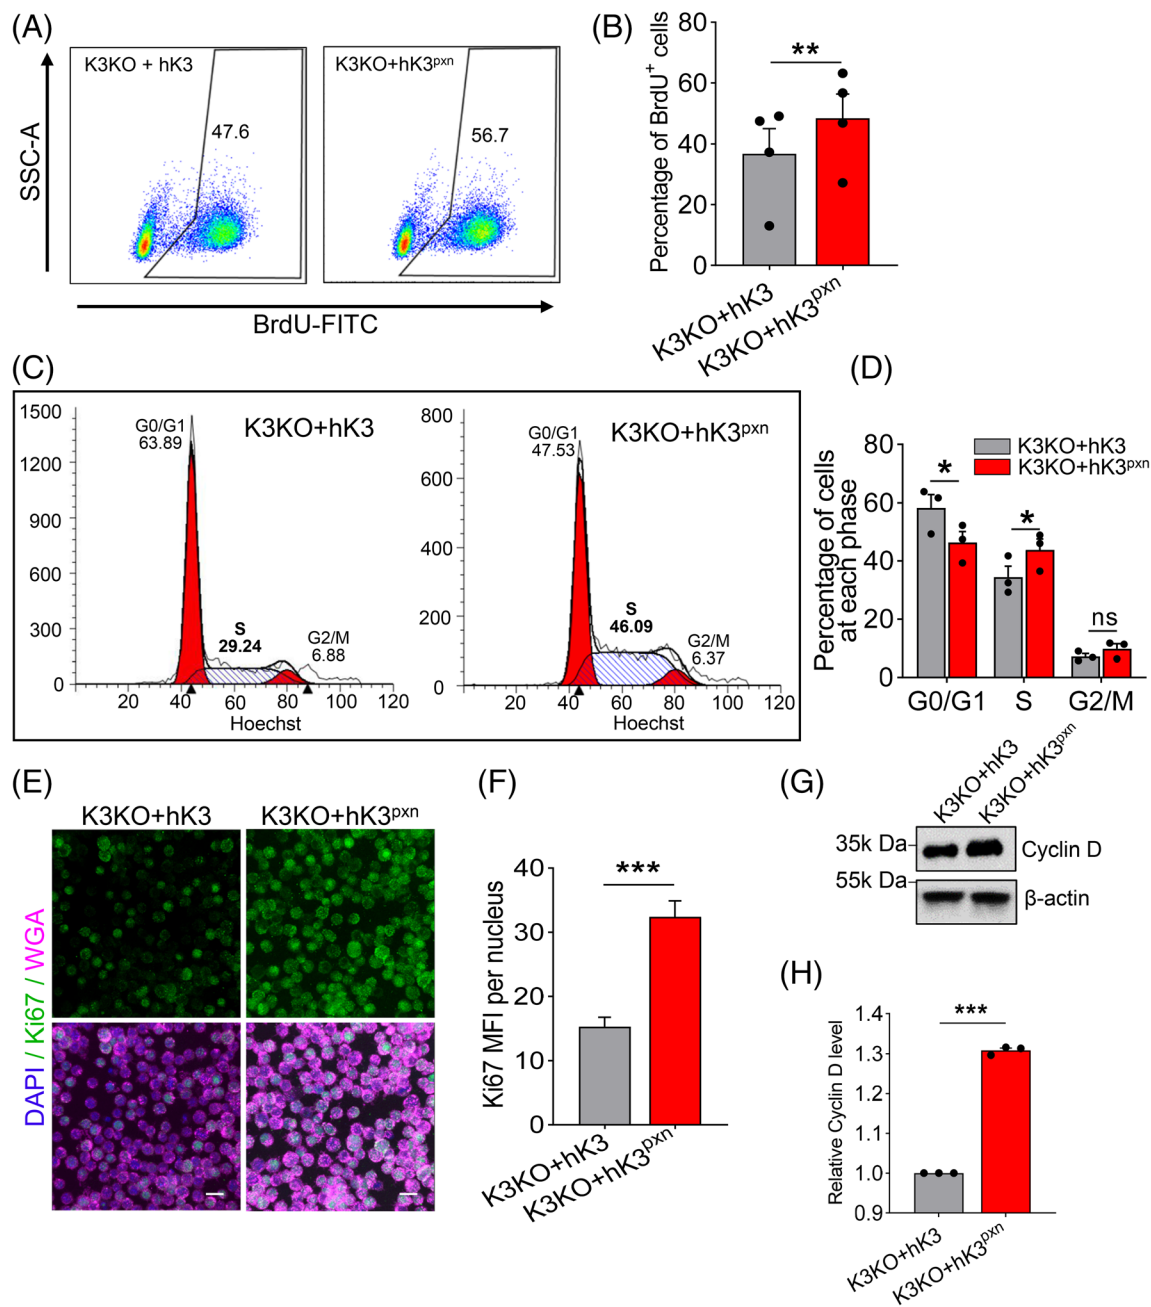 (A)
K3KO + hK3
47.6
K3KO+hK3pxn
56.7
SSC-A
BrdU-FITC
(B)
Percentage of BrdU+ cells
80
60
40
20
0
**
K3KO+hK3
K3KO+hK3pxn
(C)
1500
1200
900
600
300
0
G0/G1
63.89
K3KO+hK3
S
29.24
G2/M
6.88
20 40 60 80 100 120
Hoechst
800
600
400
200
0
G0/G1
47.53
K3KO+hK3pxn
S
46.09
G2/M
6.37
20 40 60 80 100 120
Hoechst
(D)
Percentage of cells
at each phase
80
60
40
20
0
K3KO+hK3
K3KO+hK3pxn
*
*
ns
G0/G1 S G2/M
(E)
K3KO+hK3
K3KO+hK3pxn
DAPI / Ki67 / WGA
(F)
Ki67 MFI per nucleus
40
30
20
10
0
***
K3KO+hK3
K3KO+hK3pxn
(G)
K3KO+hK3
K3KO+hK3pxn
35k Da
Cyclin D
55k Da
β-actin
(H)
Relative Cyclin D level
1.4
1.3
1.2
1.1
1.0
0.9
***
K3KO+hK3
K3KO+hK3pxn